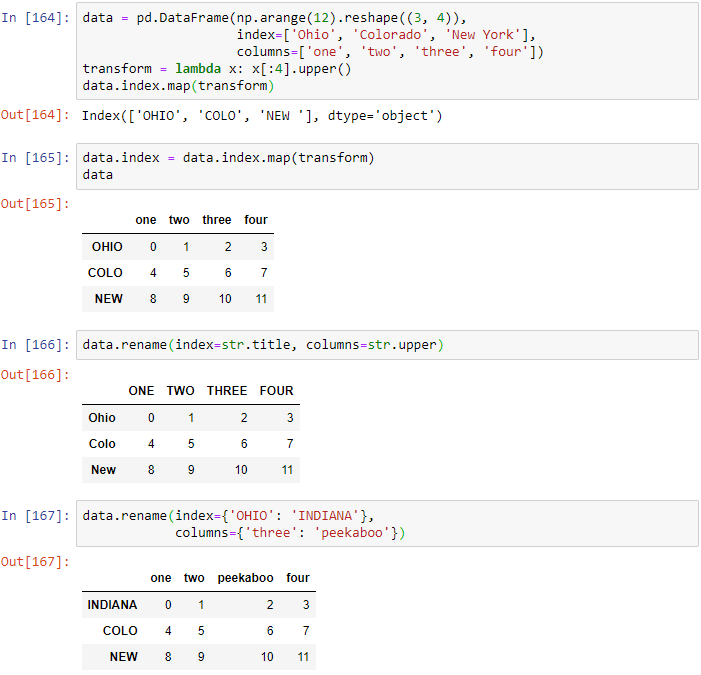 In [164]: data = pd.DataFrame(np.arange(12).reshape((3, 4)),
index=['Ohio', 'Colorado', 'New York'],
columns=['one', 'two', 'three', 'four'])
transform = lambda x: x[:4].upper()
data.index.map(transform)
Out[164]: Index(['OHIO', 'COLO', 'NEW '], dtype='object')
In [165]: data.index = data.index.map(transform)
data
Out[165]:
one two three four
OHIO 0 1 2 3
COLO 4 5 6 7
NEW 8 9 10 11
In [166]: data.rename(index=str.title, columns=str.upper)
Out[166]:
ONE TWO THREE FOUR
Ohio 0 1 2 3
Colo 4 5 6 7
New 8 9 10 11
In [167]: data.rename(index={'OHIO': 'INDIANA'},
columns={'three': 'peekaboo'})
Out[167]:
one two peekaboo four
INDIANA 0 1 2 3
COLO 4 5 6 7
NEW 8 9 10 11